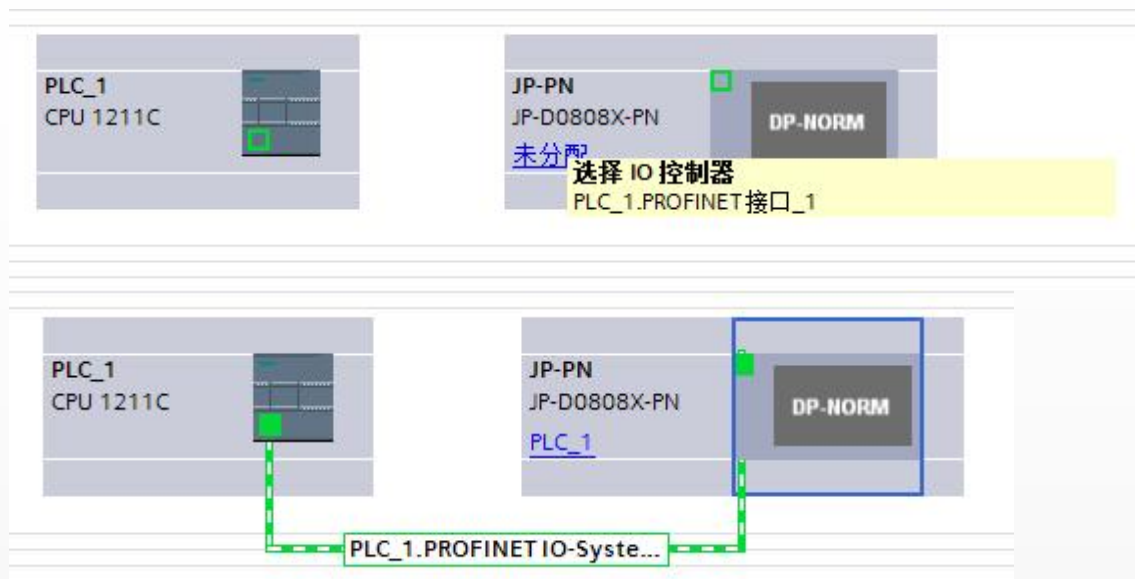 PLC_1
CPU 1211C
JP-PN
JP-D0808X-PN
未分配
DP-NORM
选择 IO 控制器
PLC_1.PROFINET接口_1
PLC_1
CPU 1211C
JP-PN
JP-D0808X-PN
PLC_1
DP-NORM
PLC_1.PROFINET IO-Syste...